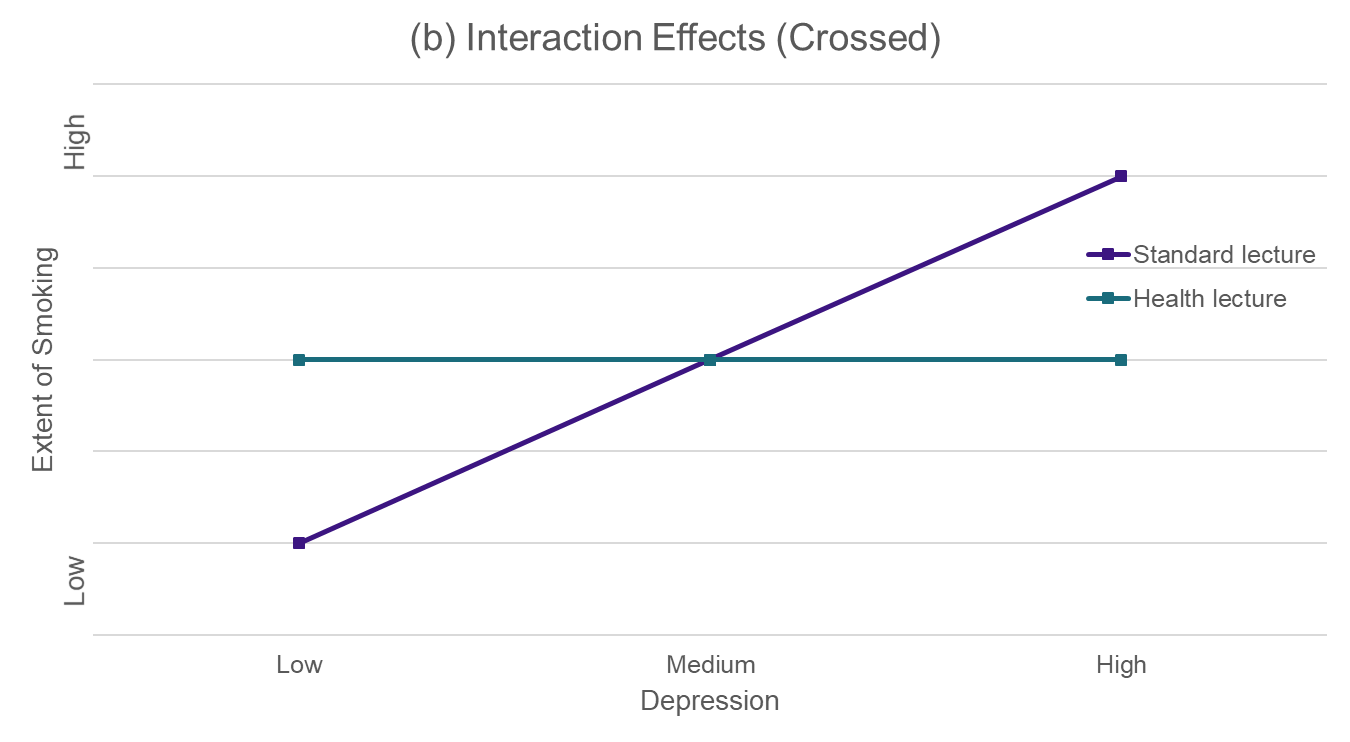 (b) Interaction Effects (Crossed)
High
Extent of Smoking
Low
Standard lecture
Health lecture
Low Medium High
Depression